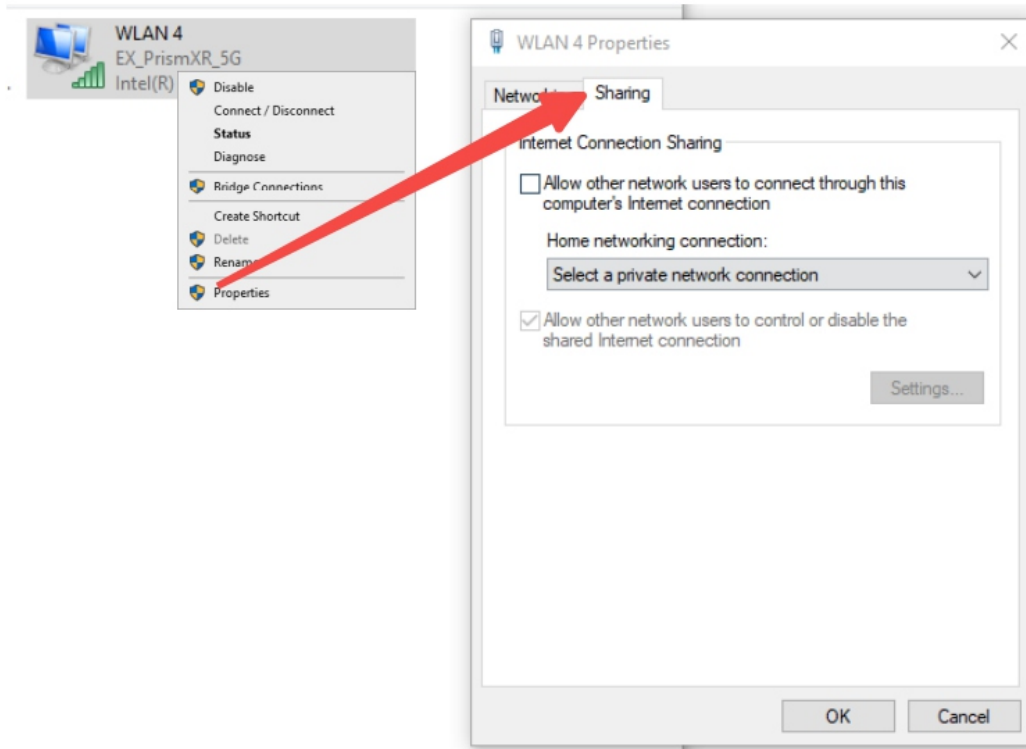 WLAN 4
EX_PrismXR_5G
Intel(R)
Disable
Connect / Disconnect
Status
Diagnose
Bridge Connections
Create Shortcut
Delete
Rename
Properties
WLAN 4 Properties
Sharing
Internet Connection Sharing
Allow other network users to connect through this
computer's Internet connection
Home networking connection:
Select a private network connection
Allow other network users to control or disable the
shared Internet connection
Settings...
OK
Cancel